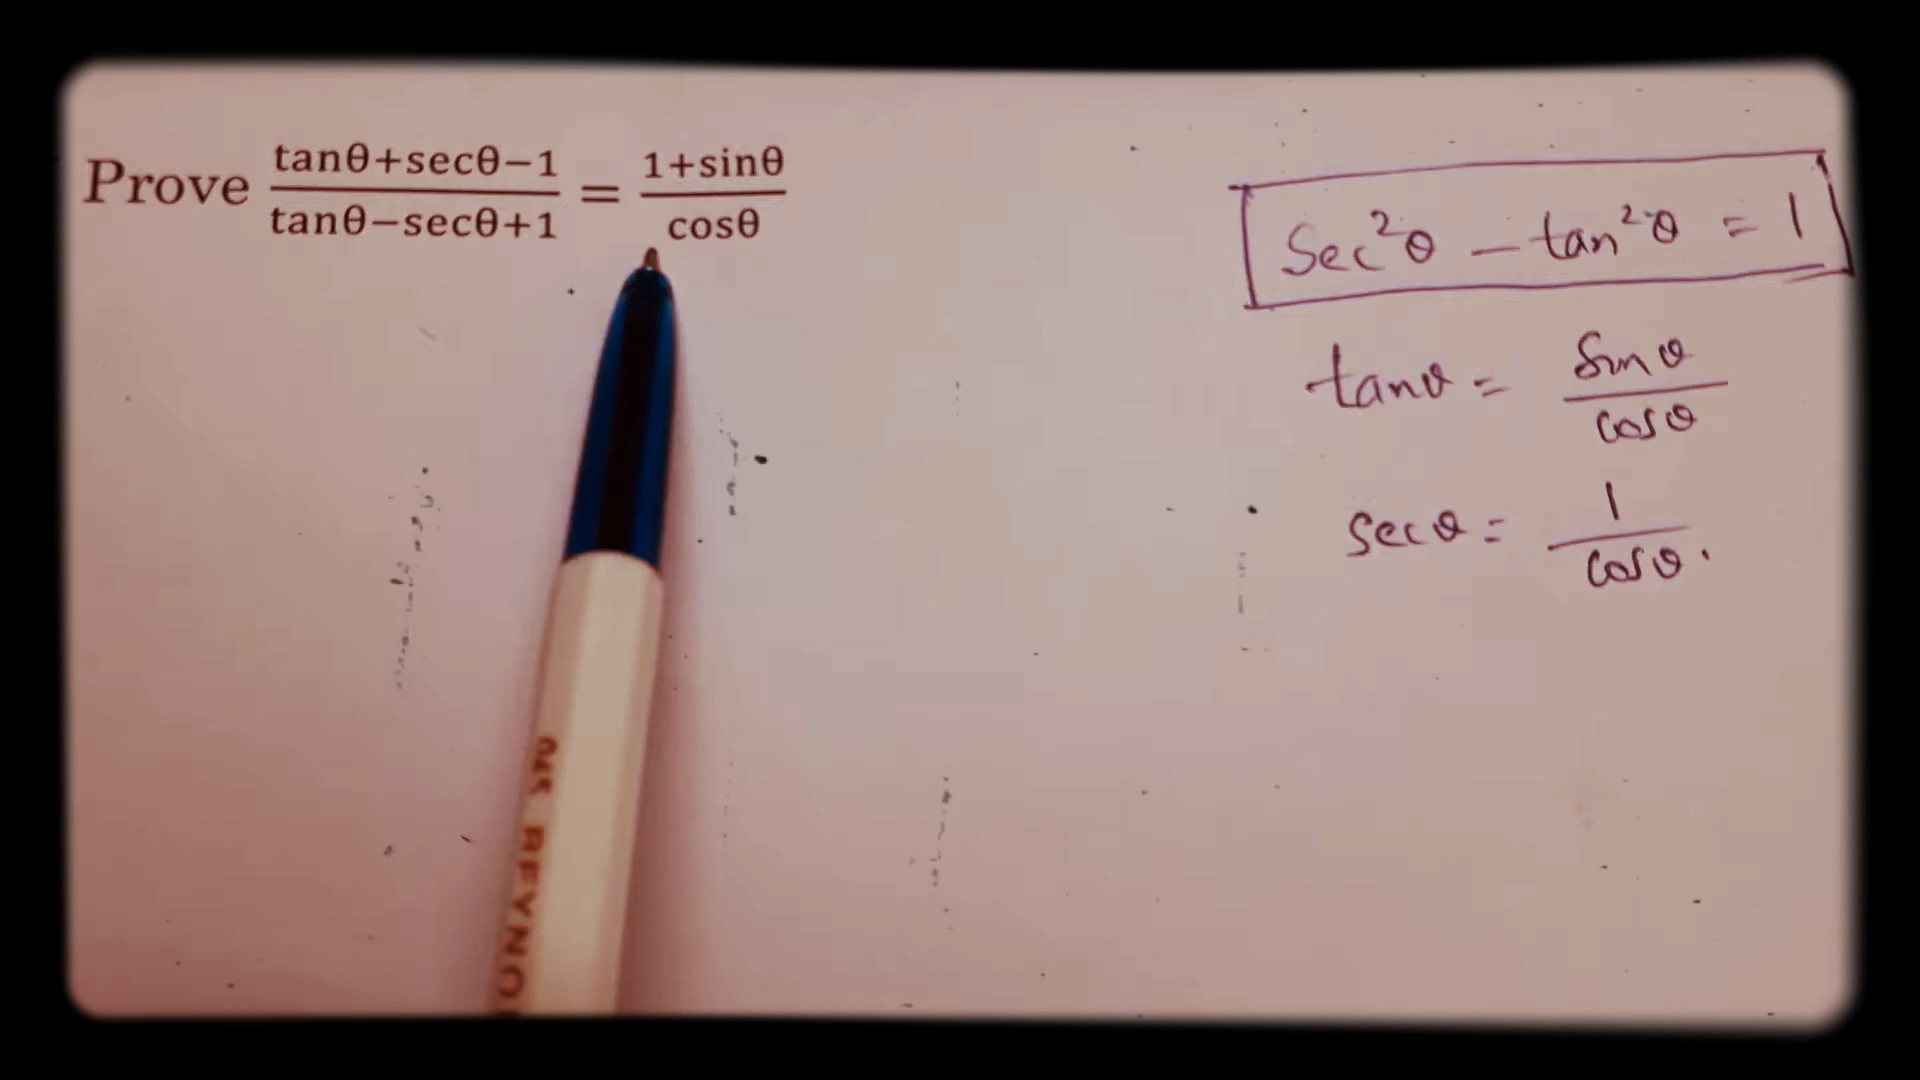 Prove tanθ+secθ−1 / tanθ−secθ+1 = 1+sinθ / cosθ
Sec²θ − tan²θ = 1
tanθ = Sinθ / cosθ
Secθ = 1 / cosθ.